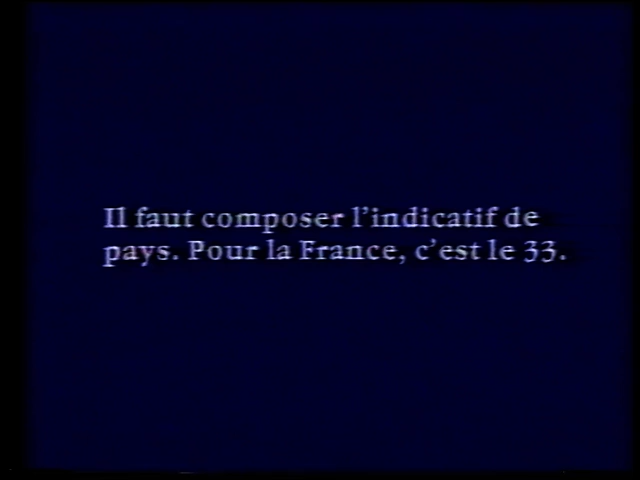 Il faut composer l'indicatif de
pays. Pour la France, c'est le 33.